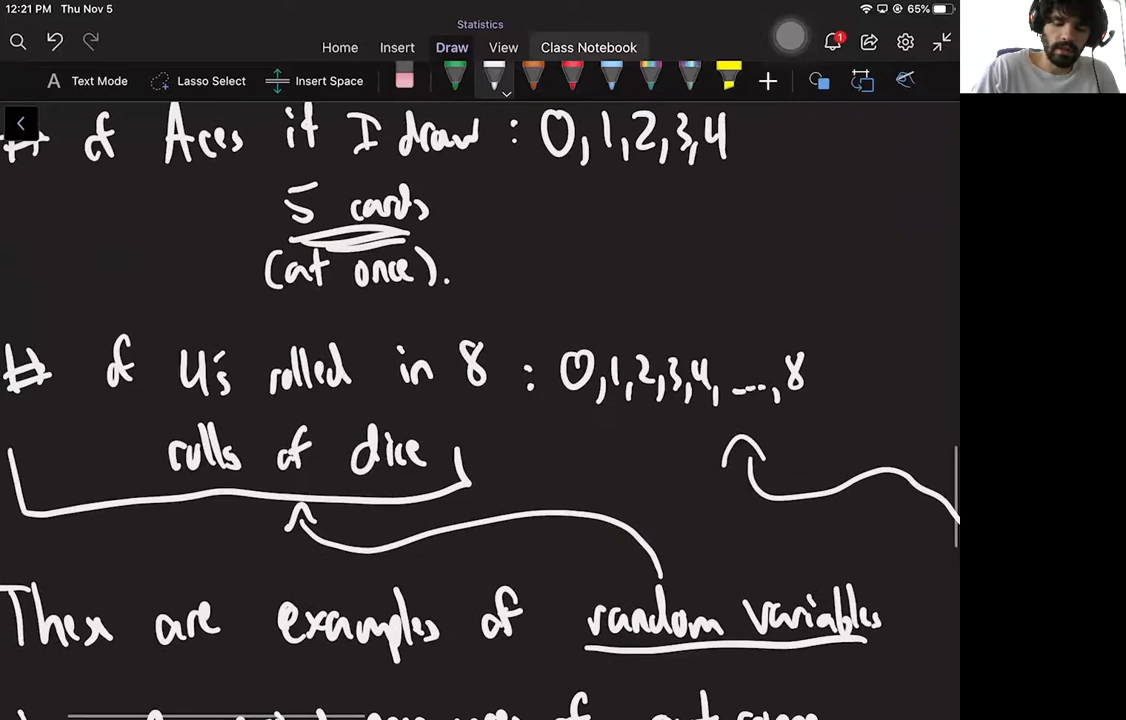 12:21 PM Thu Nov 5
65%
Statistics
Home Insert Draw View Class Notebook
1
A Text Mode Lasso Select Insert Space
# of Aces if I draw : 0,1,2,3,4
5 cards
(at once).
# of 4's rolled in 8 : 0,1,2,3,4, ...,8
rolls of dice
These are examples of random variables
of